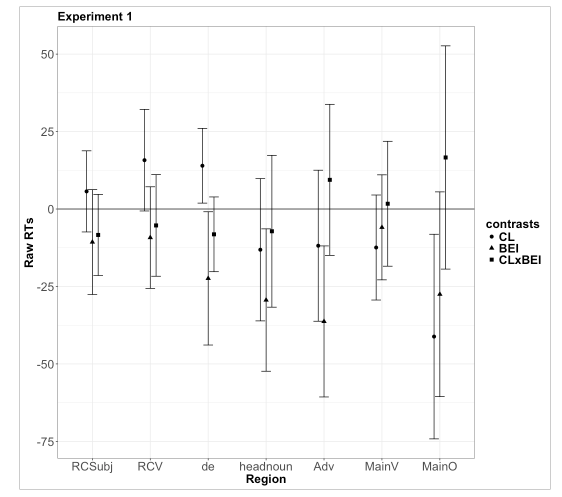 Experiment 1
50
25
0
-25
-50
-75
Raw RTs
RCSubj RCV de headnoun Adv MainV MainO
Region
contrasts
CL
BEI
CLxBEI